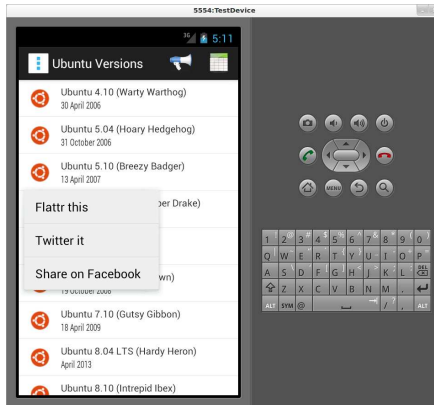 5554:TestDevice
3G 5:11
Ubuntu Versions
Ubuntu 4.10 (Warty Warthog)
30 April 2006
Ubuntu 5.04 (Hoary Hedgehog)
31 October 2006
Ubuntu 5.10 (Breezy Badger)
13 April 2007
per Drake)
Flattr this
Twitter it
Share on Facebook
wn)
19 October 2008
Ubuntu 7.10 (Gutsy Gibbon)
18 April 2009
Ubuntu 8.04 LTS (Hardy Heron)
April 2013
Ubuntu 8.10 (Intrepid Ibex)
MENU
1 2 @ 3 # 4 $ 5 % 6 ^ 7 & 8 * 9 ( 0 )
Q W E R T Y U I O P
A S D F G H J K L DEL
Z X C V B N M .
ALT SYM @ / , ALT